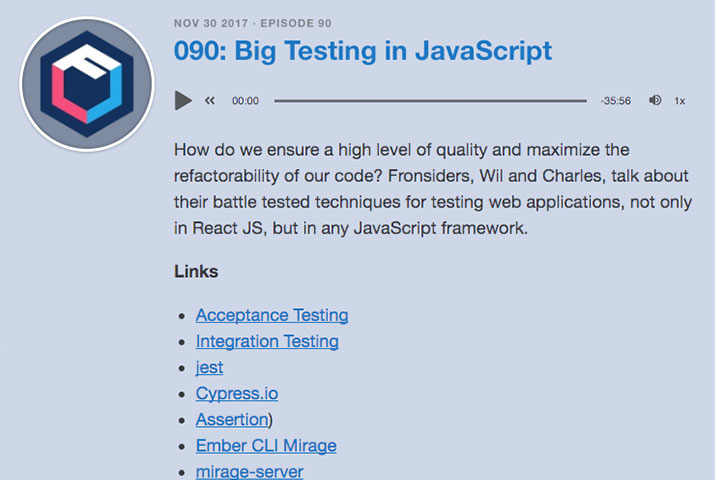 NOV 30 2017 · EPISODE 90
090: Big Testing in JavaScript
00:00
-35:56
1x
How do we ensure a high level of quality and maximize the
refactorability of our code? Fronsiders, Wil and Charles, talk about
their battle tested techniques for testing web applications, not only
in React JS, but in any JavaScript framework.
Links
Acceptance Testing
Integration Testing
jest
Cypress.io
Assertion)
Ember CLI Mirage
mirage-server